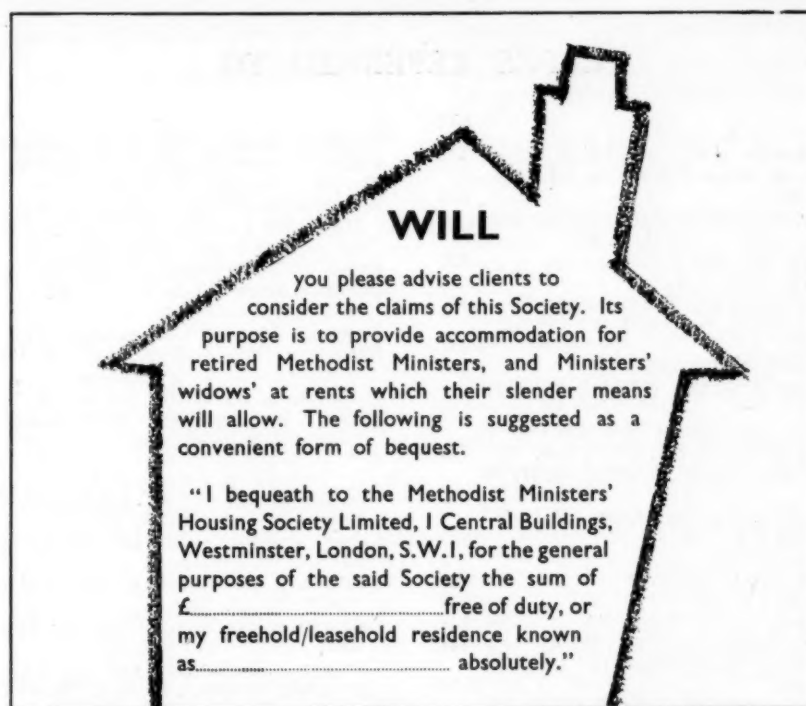 WILL
you please advise clients to
consider the claims of this Society. Its
purpose is to provide accommodation for
retired Methodist Ministers, and Ministers'
widows' at rents which their slender means
will allow. The following is suggested as a
convenient form of bequest.
"I bequeath to the Methodist Ministers'
Housing Society Limited, 1 Central Buildings,
Westminster, London, S.W.1, for the general
purposes of the said Society the sum of
£..............................free of duty, or
my freehold/leasehold residence known
as.............................. absolutely."